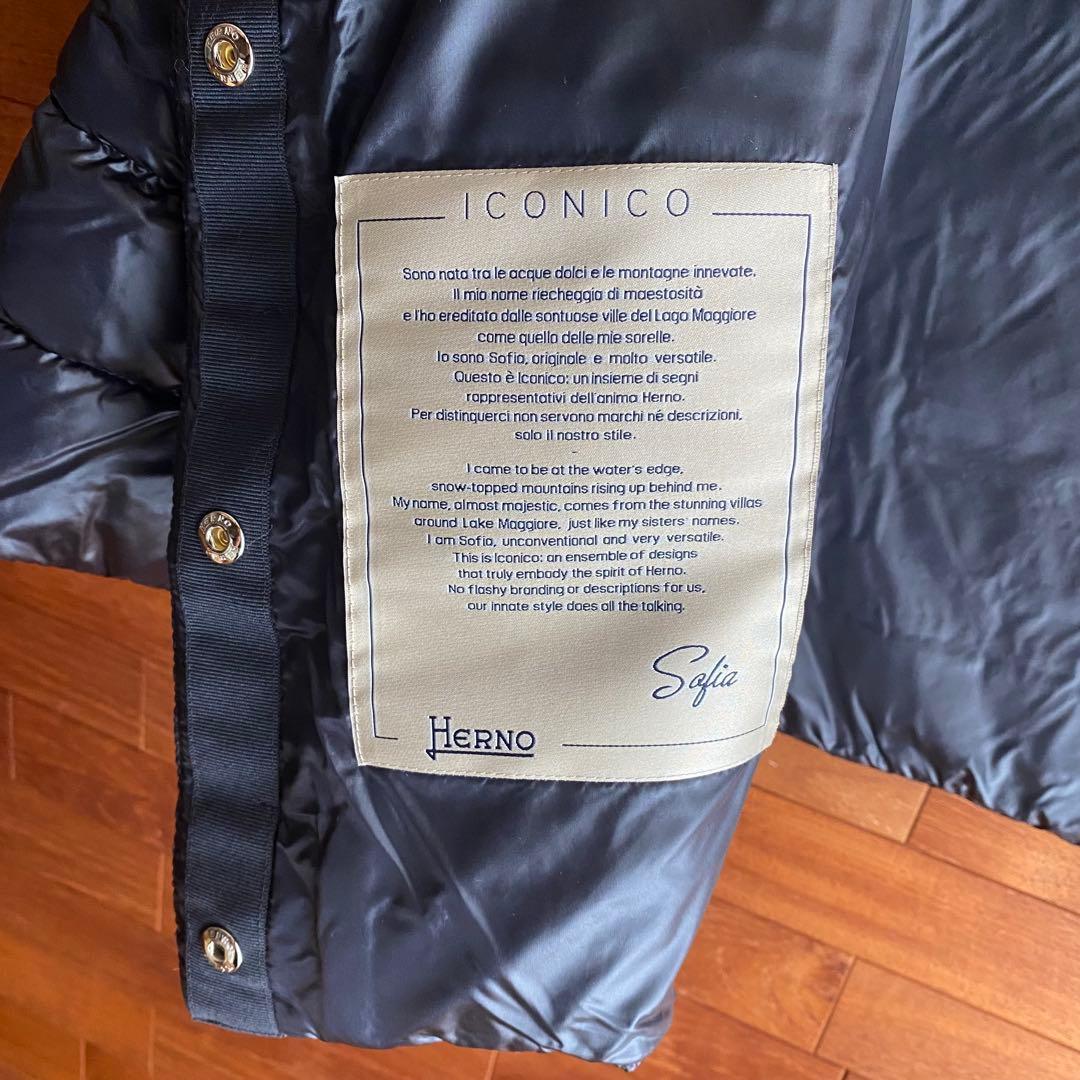 ICONICO
Sono nata tra le acque dolci e le montagne innevate.
Il mio nome riecheggia di maestosità
e l'ho ereditato dalle sontuose ville del Lago Maggiore
come quello delle mie sorelle.
Io sono Sofia, originale e molto versatile.
Questo è Iconico: un insieme di segni
rappresentativi dell'anima Herno.
Per distinguerci non servono marchi né descrizioni,
solo il nostro stile.
-
I came to be at the water's edge,
snow-topped mountains rising up behind me.
My name, almost majestic, comes from the stunning villas
around Lake Maggiore, just like my sisters' names.
I am Sofia, unconventional and very versatile.
This is Iconico: an ensemble of designs
that truly embody the spirit of Herno.
No flashy branding or descriptions for us,
our innate style does all the talking.
Sofia
HERNO